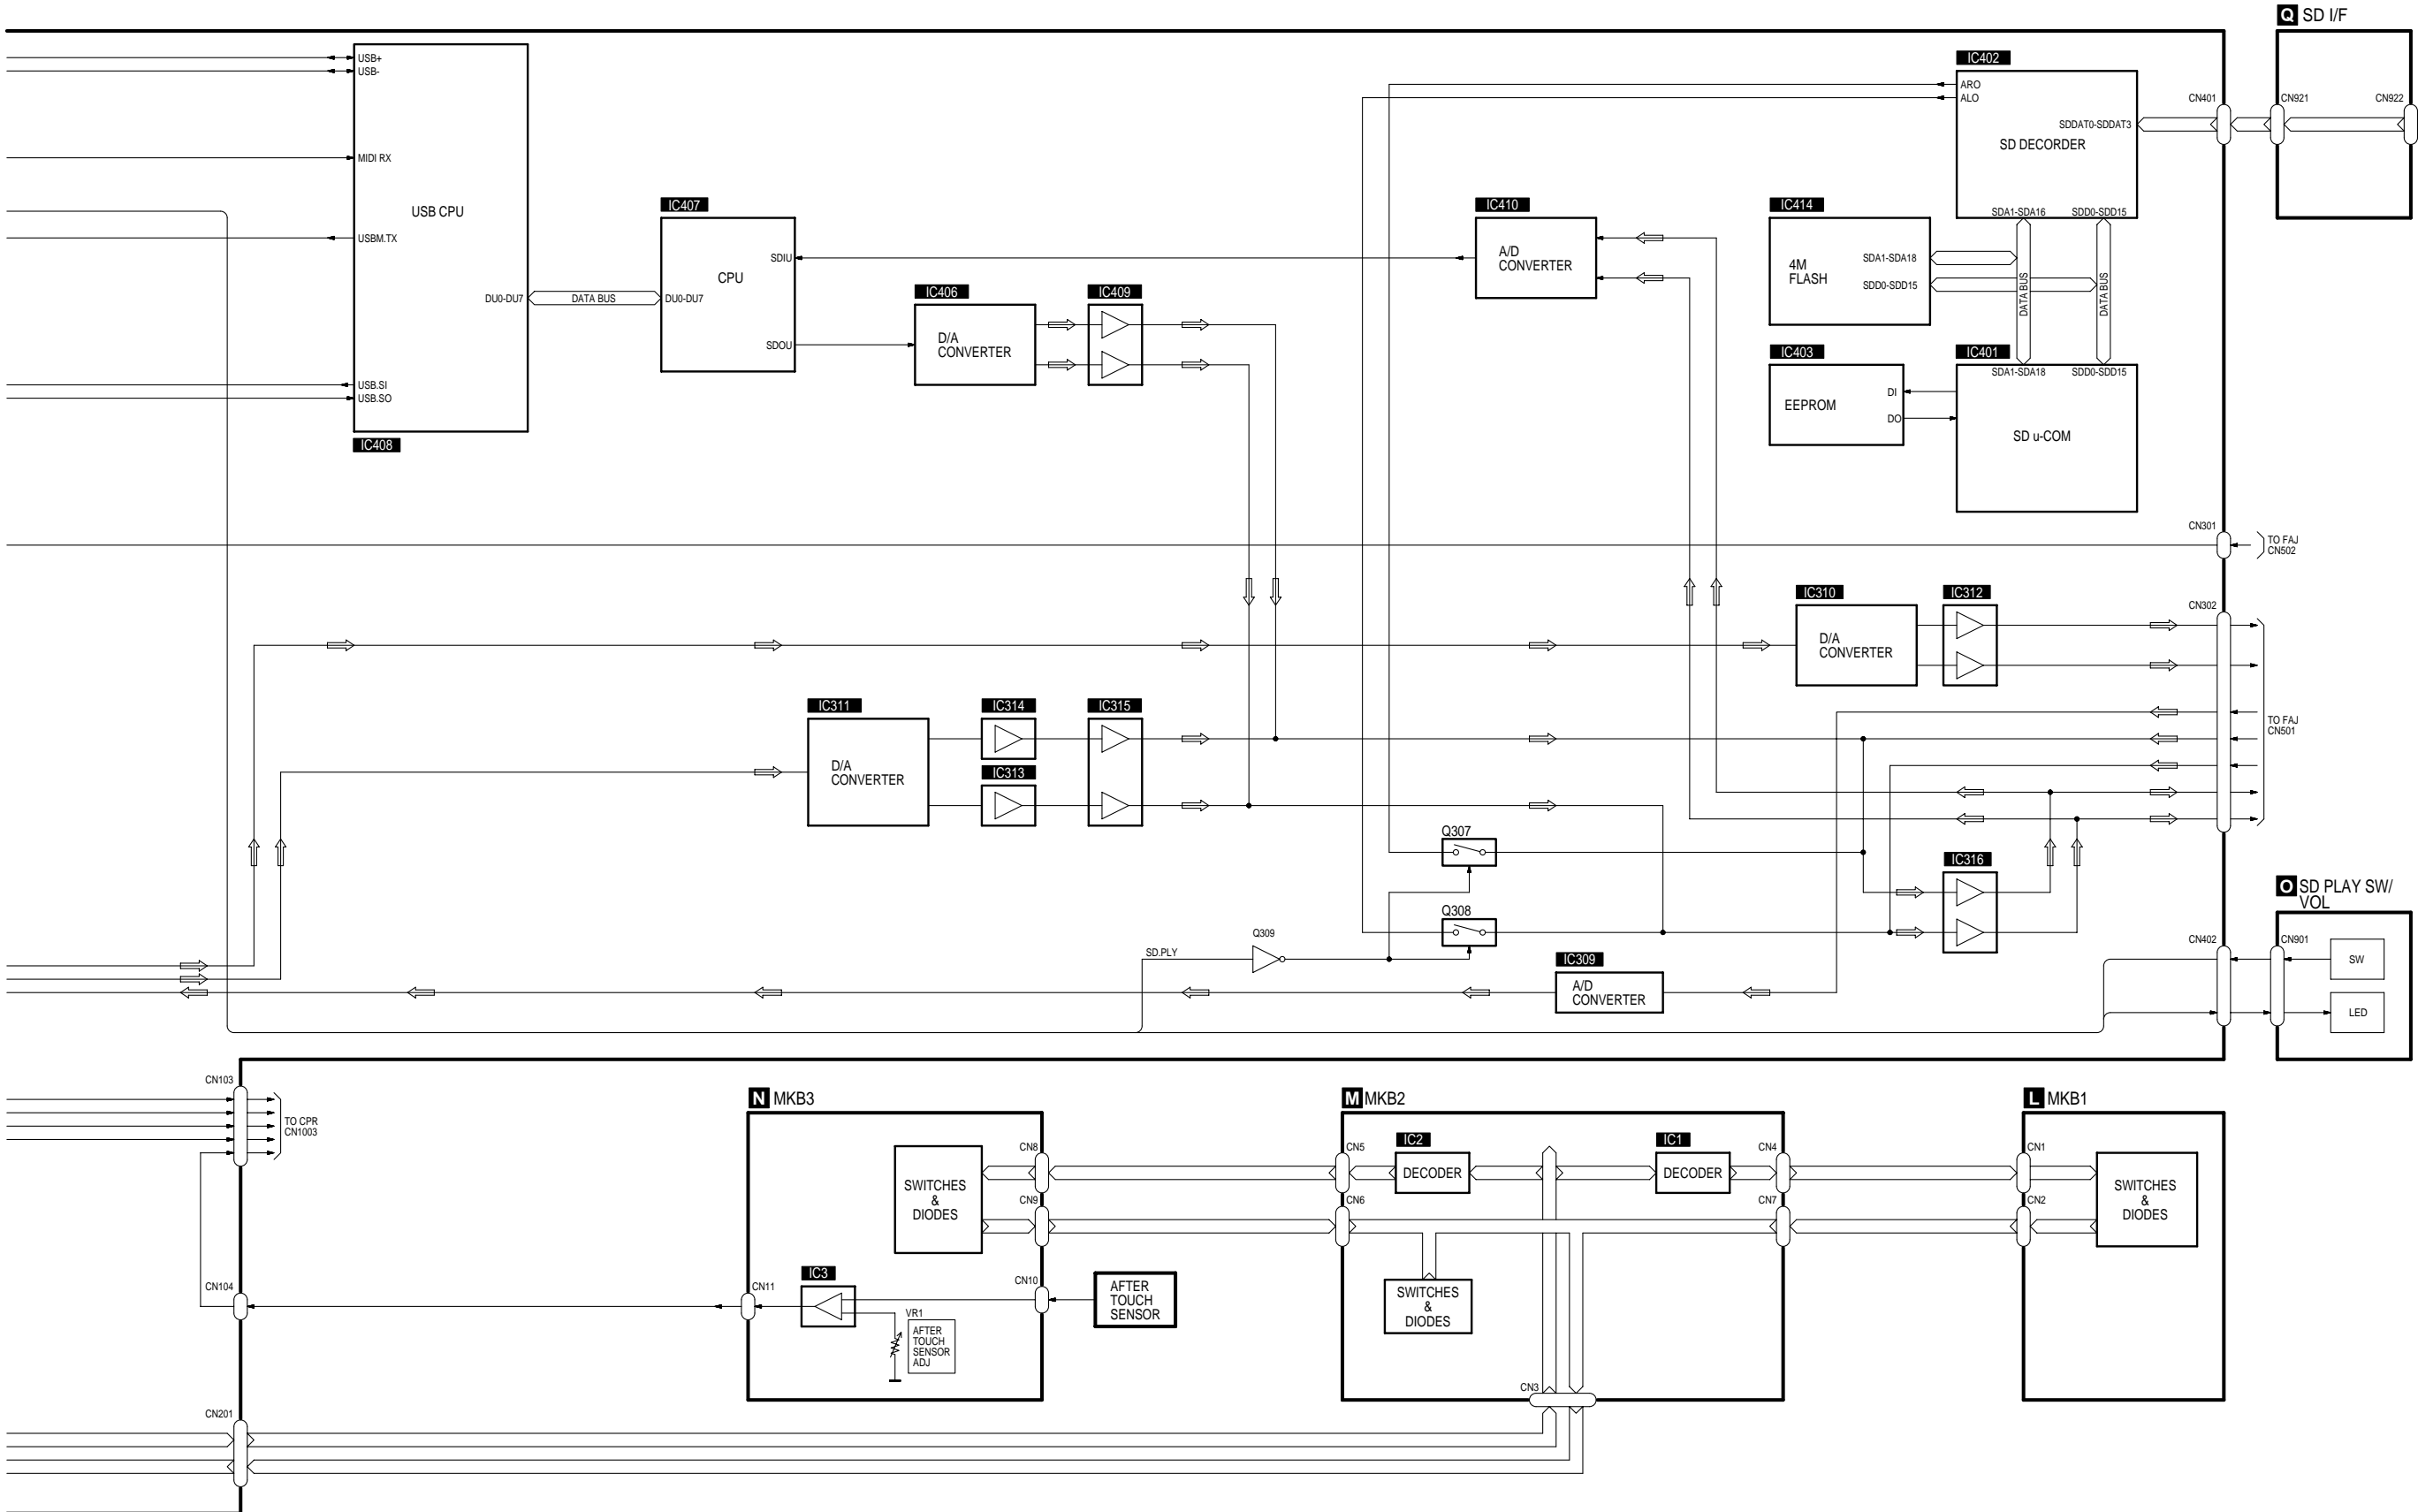 Q SD I/F
USB+
USB-
MIDI RX
USB CPU
USBM.TX
DU0-DU7
USB.SI
USB.SO
IC408
DATA BUS
IC407
SDIU
CPU
DU0-DU7
SDOU
IC406
D/A
CONVERTER
IC409
IC410
A/D
CONVERTER
IC402
ARO
ALO
SDDAT0-SDDAT3
SD DECORDER
SDA1-SDA16
SDD0-SDD15
CN401
CN921
CN922
IC414
4M
FLASH
SDA1-SDA18
SDD0-SDD15
DATA BUS
DATA BUS
IC403
EEPROM
DI
DO
IC401
SDA1-SDA18
SDD0-SDD15
SD u-COM
CN301
TO FAJ
CN502
IC310
D/A
CONVERTER
IC312
CN302
TO FAJ
CN501
IC311
D/A
CONVERTER
IC314
IC313
IC315
Q307
Q308
Q309
SD.PLY
IC316
IC309
A/D
CONVERTER
O SD PLAY SW/
VOL
CN402
CN901
SW
LED
CN103
TO CPR
CN1003
CN104
CN201
N MKB3
SWITCHES
&
DIODES
CN8
CN9
CN10
CN11
IC3
VR1
AFTER
TOUCH
SENSOR
ADJ
AFTER
TOUCH
SENSOR
M MKB2
CN5
CN6
IC2
DECODER
IC1
DECODER
CN4
CN7
SWITCHES
&
DIODES
CN3
L MKB1
CN1
CN2
SWITCHES
&
DIODES